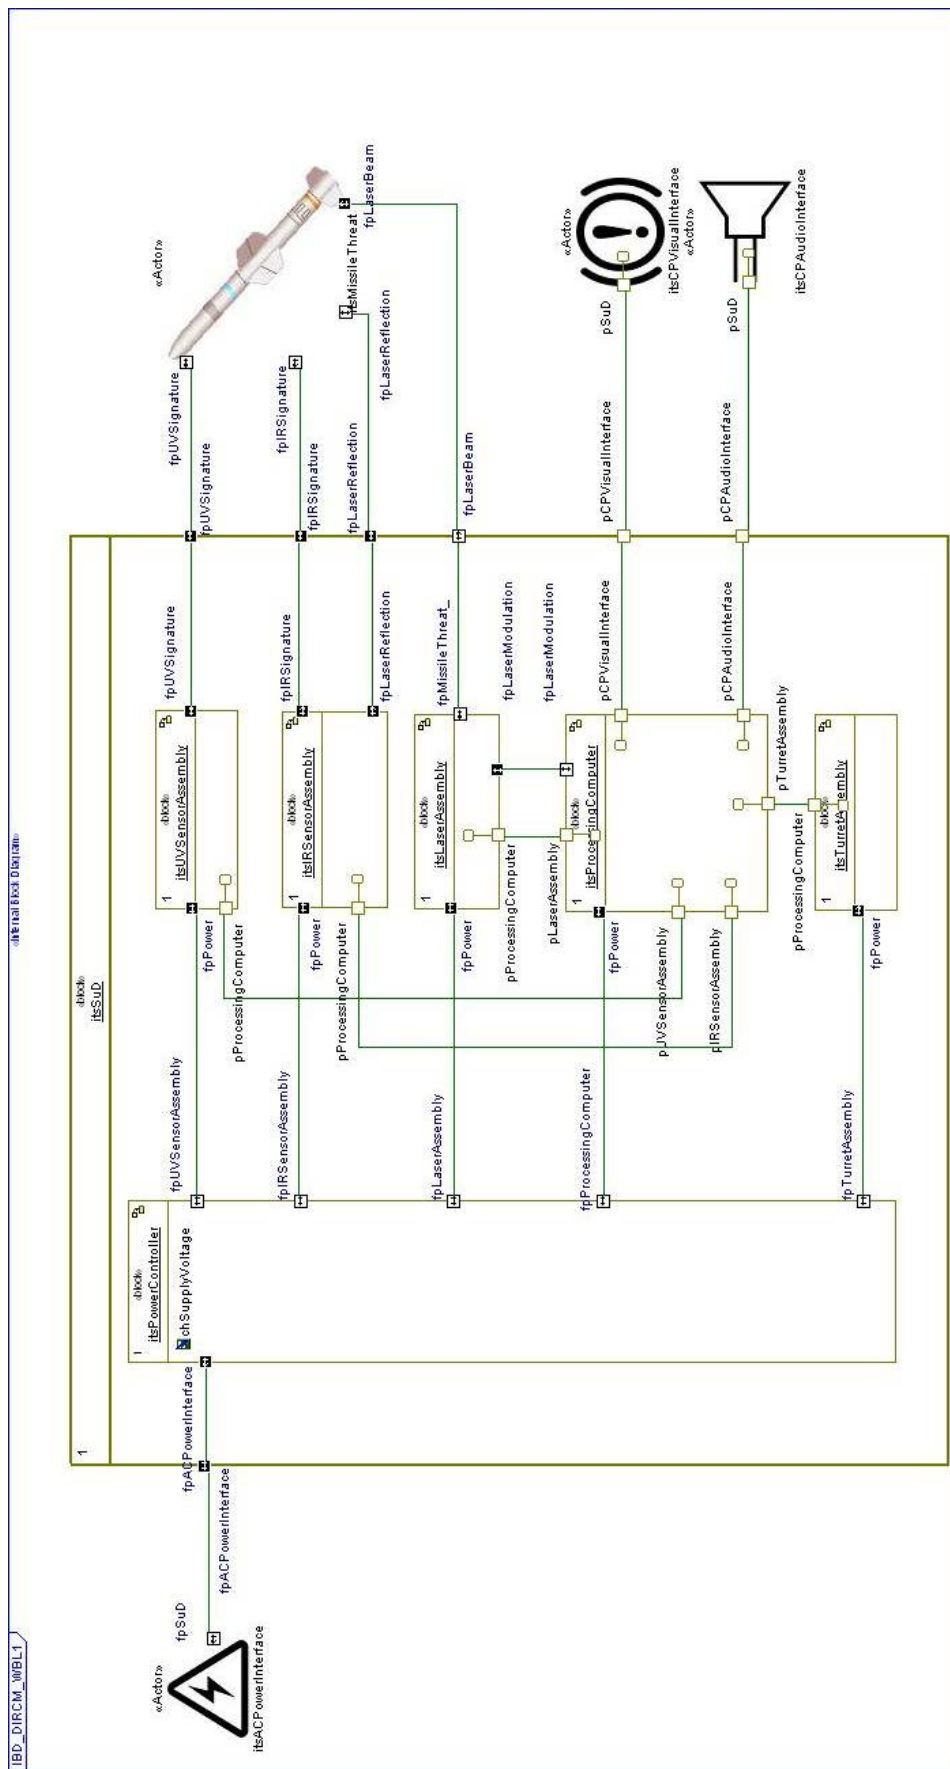 IBD_DIRCM_WBL1
«Internal Block Diagram»
«Actor»
itsACPowerInterface
fpSuD
fpACPowerInterface
fpACPowerInterface
1
«block»
itsSuD
1
«block»
itsPowerController
chSupplyVoltage
fpUVSensorAssembly
fpIRSensorAssembly
fpLaserAssembly
fpProcessingComputer
fpTurretAssembly
fpPower
pProcessingComputer
fpPower
pProcessingComputer
fpPower
pProcessingComputer
pLaserAssembly
fpPower
pUVSensorAssembly
pIRSensorAssembly
pProcessingComputer
fpPower
1
«block»
itsUVSensorAssembly
1
«block»
itsIRSensorAssembly
1
«block»
itsLaserAssembly
1
«block»
itsProcessingComputer
1
«block»
itsTurretAssembly
fpUVSignature
fpIRSignature
fpLaserReflection
fpMissileThreat_
fpLaserModulation
fpLaserModulation
pCPVisualInterface
pCPAudioInterface
pTurretAssembly
fpUVSignature
fpIRSignature
fpLaserReflection
fpLaserBeam
pCPVisualInterface
pCPAudioInterface
fpUVSignature
fpIRSignature
fpLaserReflection
fpLaserBeam
pSuD
pSuD
«Actor»
itsMissileThreat
«Actor»
itsCPVisualInterface
«Actor»
itsCPAudioInterface